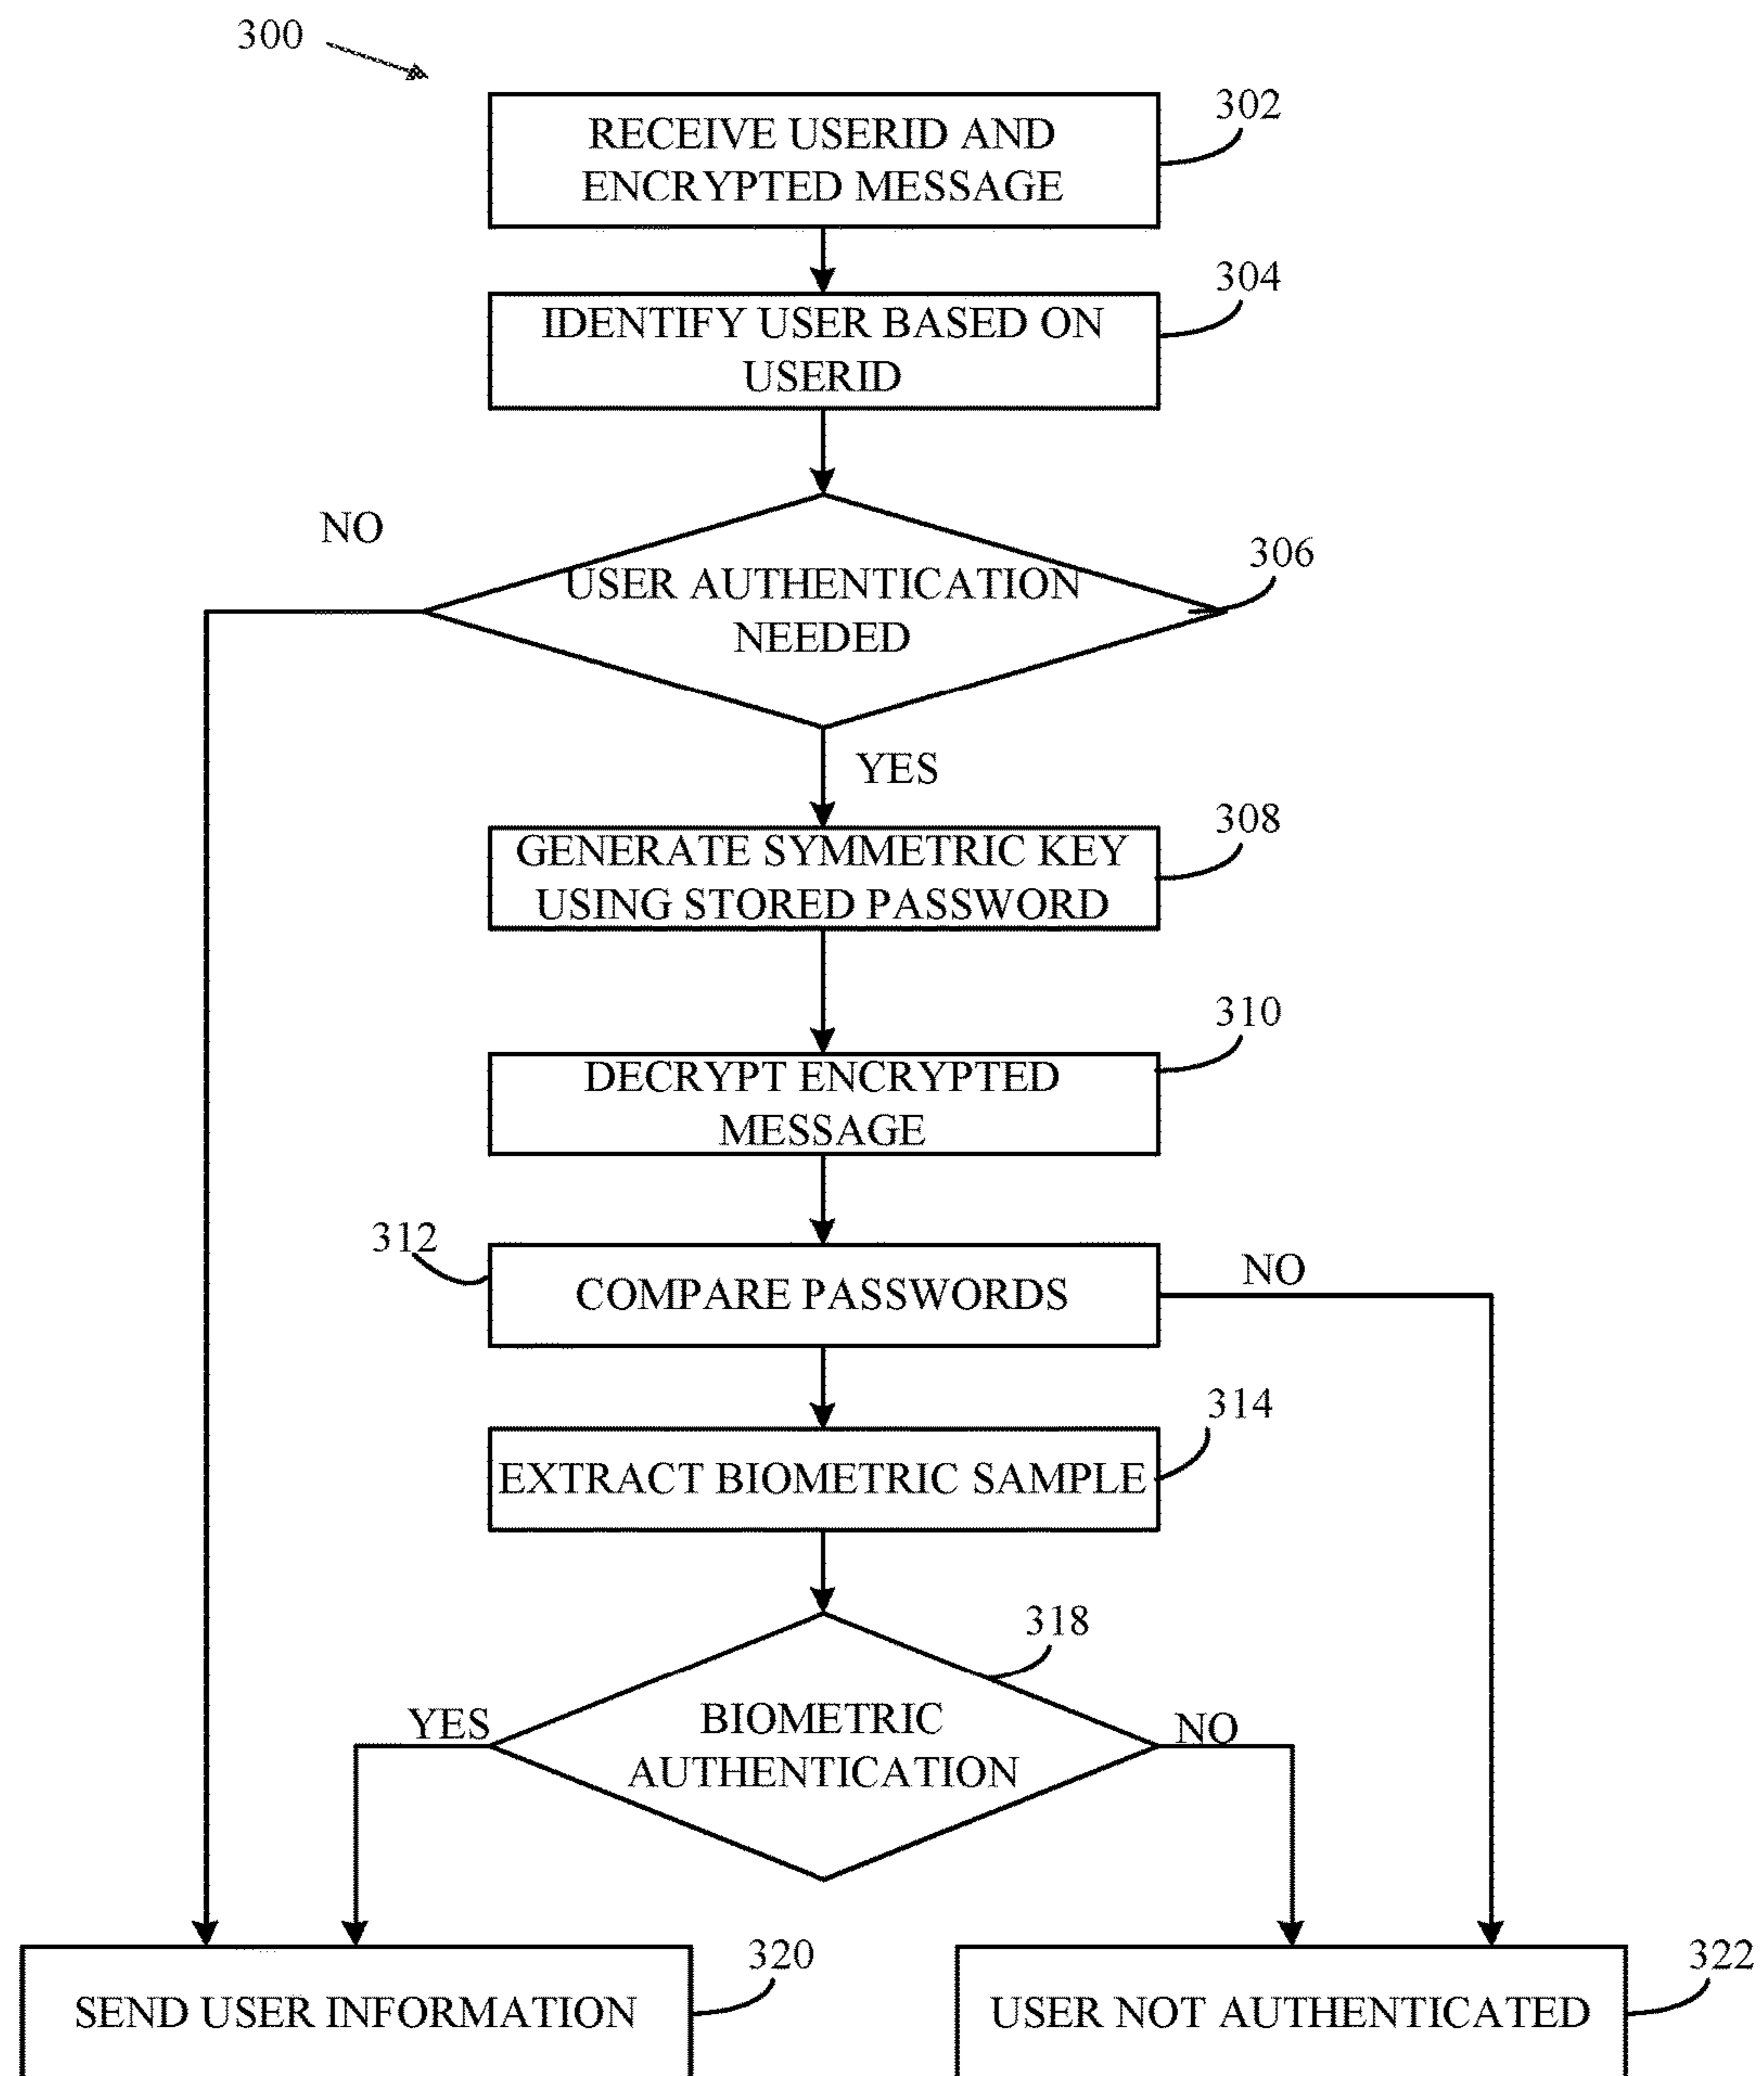 300
302
RECEIVE USERID AND
ENCRYPTED MESSAGE
304
IDENTIFY USER BASED ON
USERID
NO
306
USER AUTHENTICATION
NEEDED
YES
308
GENERATE SYMMETRIC KEY
USING STORED PASSWORD
310
DECRYPT ENCRYPTED
MESSAGE
312
NO
COMPARE PASSWORDS
314
EXTRACT BIOMETRIC SAMPLE
318
YES
BIOMETRIC
AUTHENTICATION
NO
320
SEND USER INFORMATION
322
USER NOT AUTHENTICATED